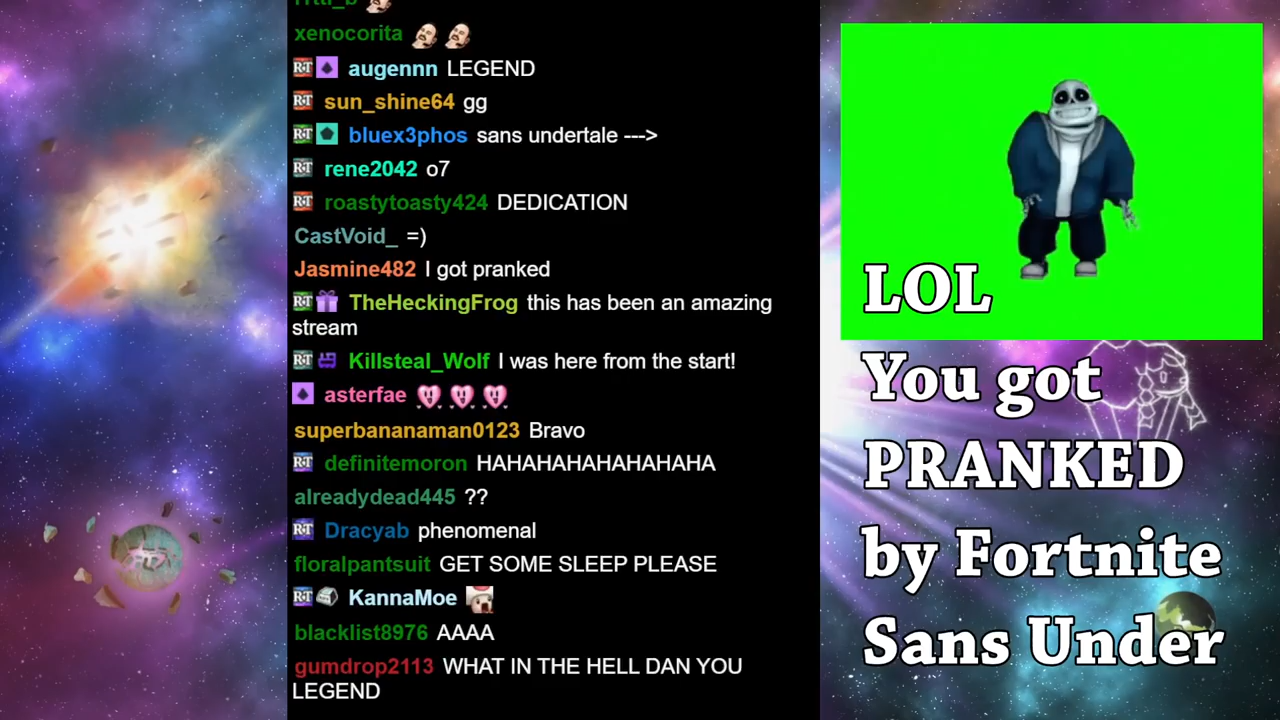 xenocorita
augennn LEGEND
sun_shine64 gg
bluex3phos sans undertale --->
rene2042 o7
roastytoasty424 DEDICATION
CastVoid_ =)
Jasmine482 I got pranked
TheHeckingFrog this has been an amazing
stream
Killsteal_Wolf I was here from the start!
asterfae
superbananaman0123 Bravo
definitemoron HAHAHAHAHAHAHAHA
alreadydead445 ??
Dracyab phenomenal
floralpantsuit GET SOME SLEEP PLEASE
KannaMoe
blacklist8976 AAAA
gumdrop2113 WHAT IN THE HELL DAN YOU
LEGEND
LOL
You got
PRANKED
by Fortnite
Sans Under